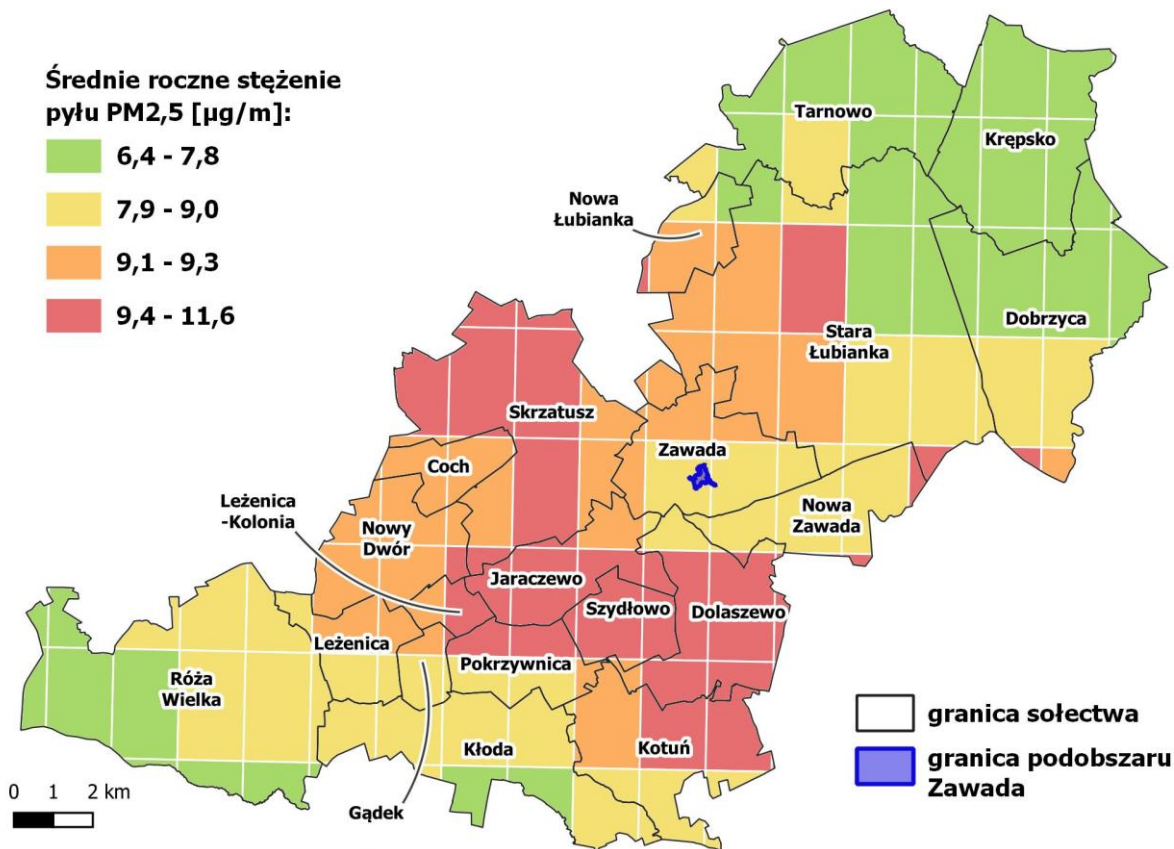 Średnie roczne stężenie
pyłu PM2,5 [µg/m]:
6,4 - 7,8
7,9 - 9,0
9,1 - 9,3
9,4 - 11,6
Tarnowo
Krępsko
Nowa
Łubianka
Dobrzyca
Stara
Łubianka
Skrzatusz
Zawada
Coch
Leżenica
-Kolonia
Nowy
Dwór
Nowa
Zawada
Jaraczewo
Szydłowo
Dolaszewo
Leżenica
Pokrzywnica
Róża
Wielka
Kłoda
Kotuń
Gądek
granica sołectwa
granica podobszaru
Zawada
0 1 2 km